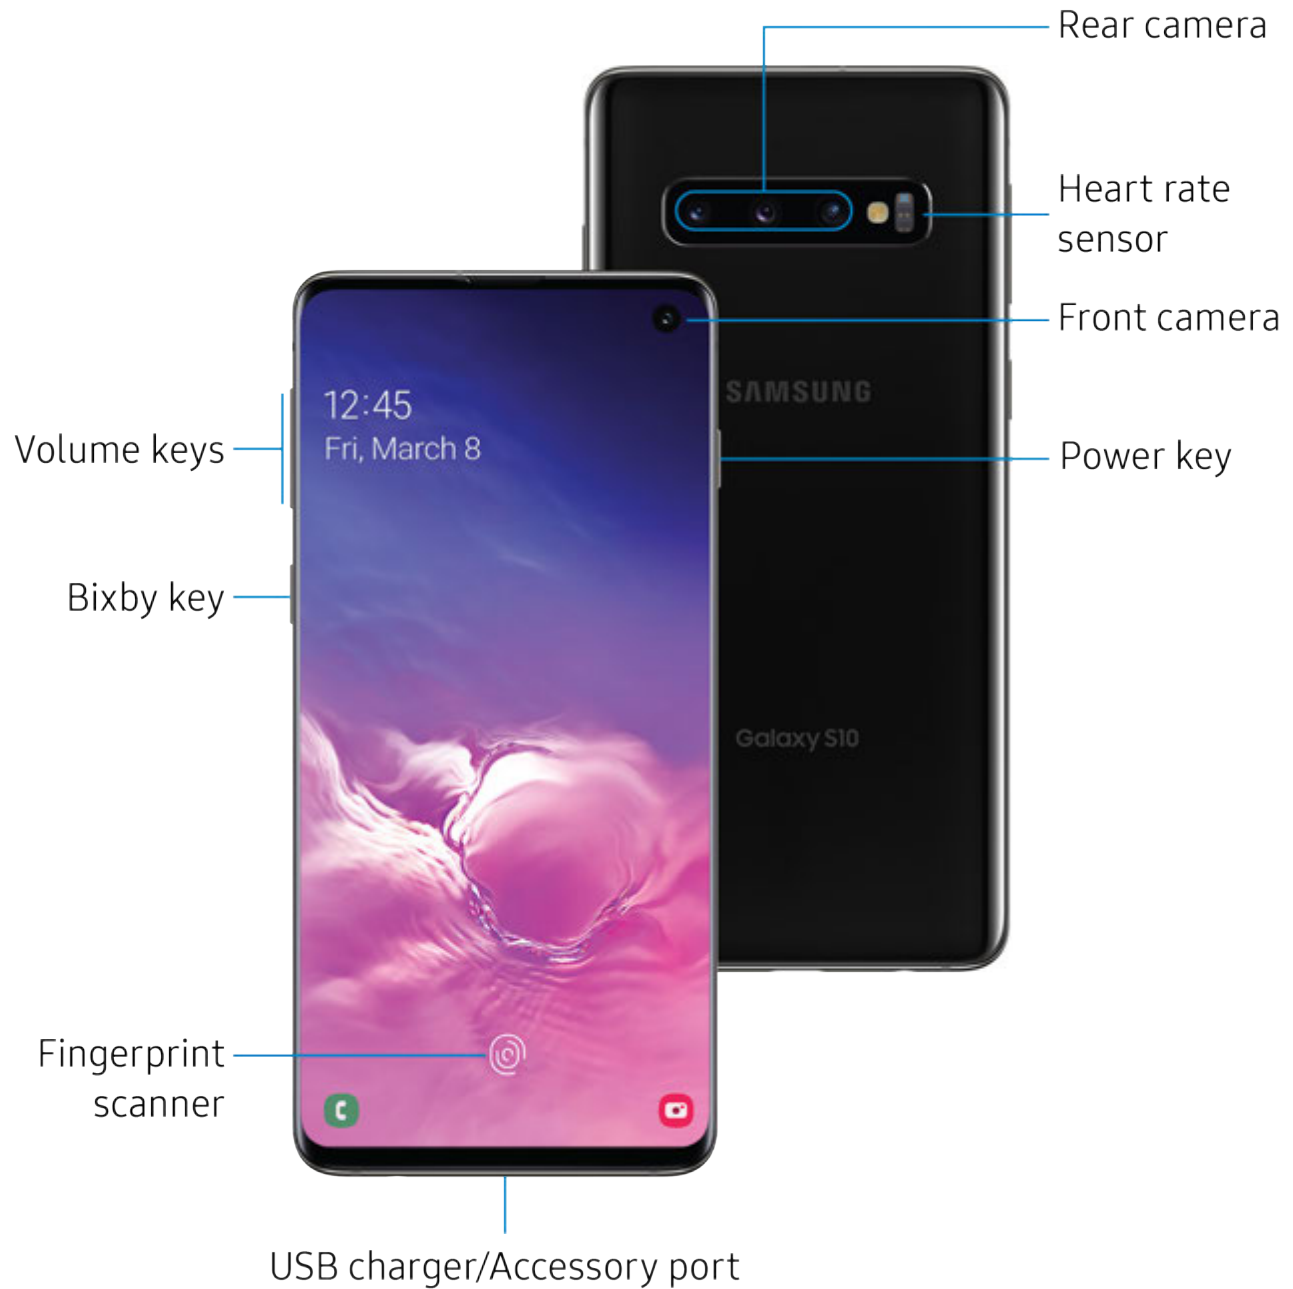 Rear camera
Heart rate
sensor
Front camera
SAMSUNG
12:45
Fri, March 8
Volume keys
Power key
Bixby key
Galaxy S10
Fingerprint
scanner
USB charger/Accessory port